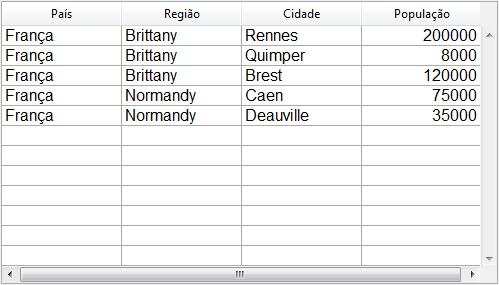 País Região Cidade População
França Brittany Rennes 200000
França Brittany Quimper 8000
França Brittany Brest 120000
França Normandy Caen 75000
França Normandy Deauville 35000